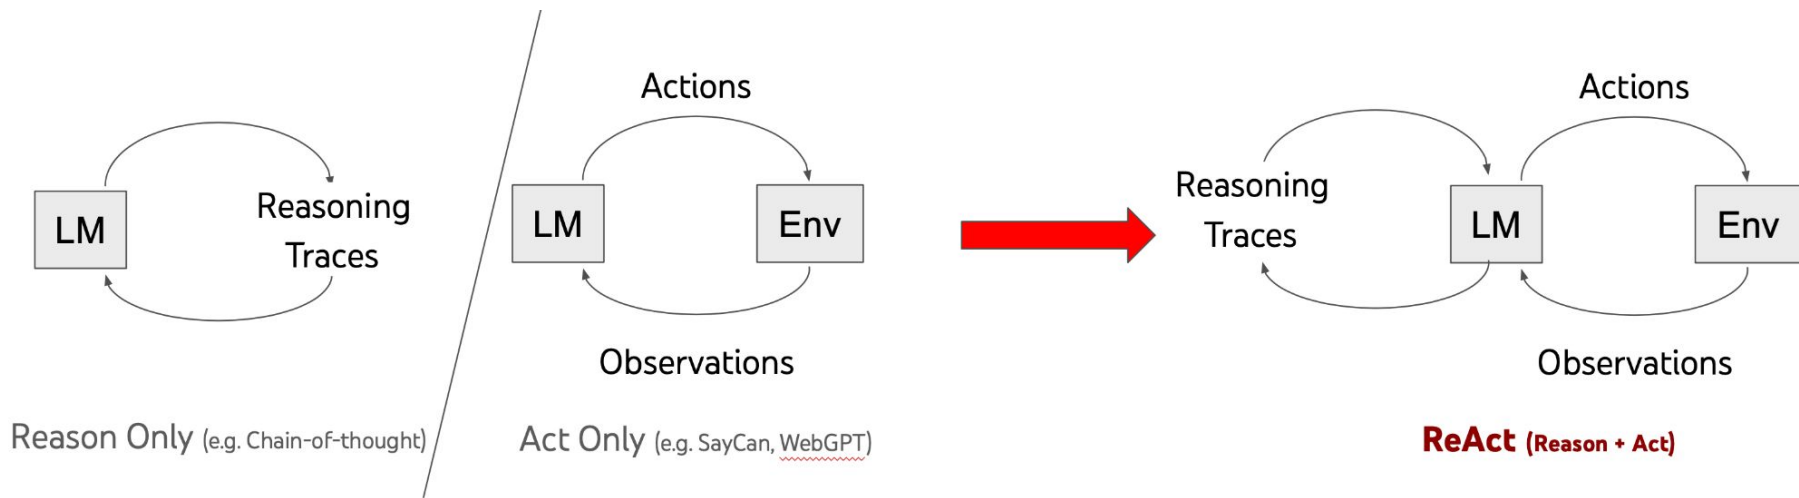 LM
Reasoning
Traces
Reason Only (e.g. Chain-of-thought)
Actions
LM
Env
Observations
Act Only (e.g. SayCan, WebGPT)
Actions
Reasoning
Traces
LM
Env
Observations
ReAct (Reason + Act)